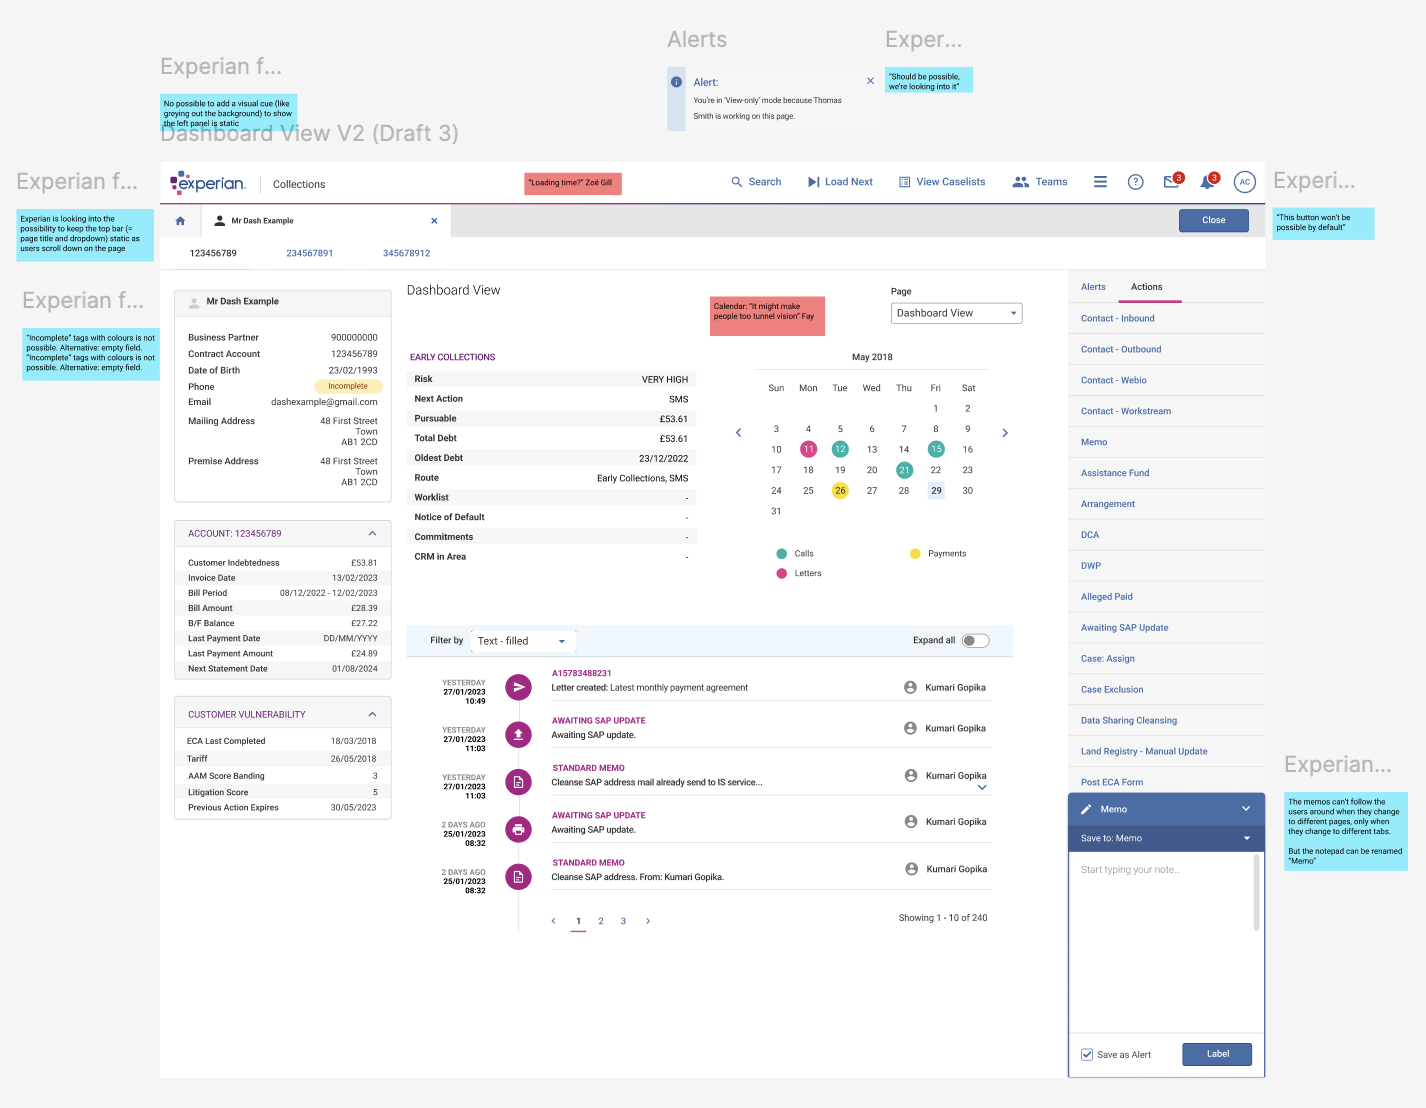 Alerts
Exper...
Experian f...
Alert:
You're in 'View-only' mode because Thomas
Smith is working on this page.
"Should be possible,
we're looking into it"
No possible to add a visual cue (like
greying out the background) to show
the left panel is static
Dashboard View V2 (Draft 3)
Experian f...
Experian is looking into the
possibility to keep the top bar (=
page title and dropdown) static as
users scroll down on the page
Experi...
"This button won't be
possible by default"
experian.
Collections
"Loading time?" Zoé Gill
Search
Load Next
View Caselists
Teams
?
3
3
AC
Mr Dash Example
Close
123456789
234567891
345678912
Experian f...
"Incomplete" tags with colours is not
possible. Alternative: empty field.
"Incomplete" tags with colours is not
possible. Alternative: empty field.
Mr Dash Example
Business Partner 900000000
Contract Account 123456789
Date of Birth 23/02/1993
Phone Incomplete
Email dashexample@gmail.com
Mailing Address 48 First Street
Town
AB1 2CD
Premise Address 48 First Street
Town
AB1 2CD
ACCOUNT: 123456789
Customer Indebtedness £53.81
Invoice Date 13/02/2023
Bill Period 08/12/2022 - 12/02/2023
Bill Amount £28.39
B/F Balance £27.22
Last Payment Date DD/MM/YYYY
Last Payment Amount £24.89
Next Statement Date 01/08/2024
CUSTOMER VULNERABILITY
ECA Last Completed 18/03/2018
Tariff 26/05/2018
AAM Score Banding 3
Litigation Score 5
Previous Action Expires 30/05/2023
Dashboard View
Calendar: "It might make
people too tunnel vision" Fay
Page
Dashboard View
EARLY COLLECTIONS
Risk VERY HIGH
Next Action SMS
Pursuable £53.61
Total Debt £53.61
Oldest Debt 23/12/2022
Route Early Collections, SMS
Worklist -
Notice of Default -
Commitments -
CRM in Area -
May 2018
Sun Mon Tue Wed Thu Fri Sat
1 2
3 4 5 6 7 8 9
10 11 12 13 14 15 16
17 18 19 20 21 22 23
24 25 26 27 28 29 30
31
Calls
Payments
Letters
Filter by
Text - filled
Expand all
YESTERDAY
27/01/2023
10:49
A15783488231
Letter created: Latest monthly payment agreement
Kumari Gopika
YESTERDAY
27/01/2023
11:03
AWAITING SAP UPDATE
Awaiting SAP update.
Kumari Gopika
YESTERDAY
27/01/2023
11:03
STANDARD MEMO
Cleanse SAP address mail already send to IS service...
Kumari Gopika
2 DAYS AGO
25/01/2023
08:32
AWAITING SAP UPDATE
Awaiting SAP update.
Kumari Gopika
2 DAYS AGO
25/01/2023
08:32
STANDARD MEMO
Cleanse SAP address. From: Kumari Gopika.
Kumari Gopika
1 2 3
Showing 1 - 10 of 240
Alerts
Actions
Contact - Inbound
Contact - Outbound
Contact - Webio
Contact - Workstream
Memo
Assistance Fund
Arrangement
DCA
DWP
Alleged Paid
Awaiting SAP Update
Case: Assign
Case Exclusion
Data Sharing Cleansing
Land Registry - Manual Update
Post ECA Form
Memo
Save to: Memo
Start typing your note..
Save as Alert
Label
Experian...
The memos can't follow the
users around when they change
to different pages, only when
they change to different tabs.
But the notepad can be renamed
"Memo"